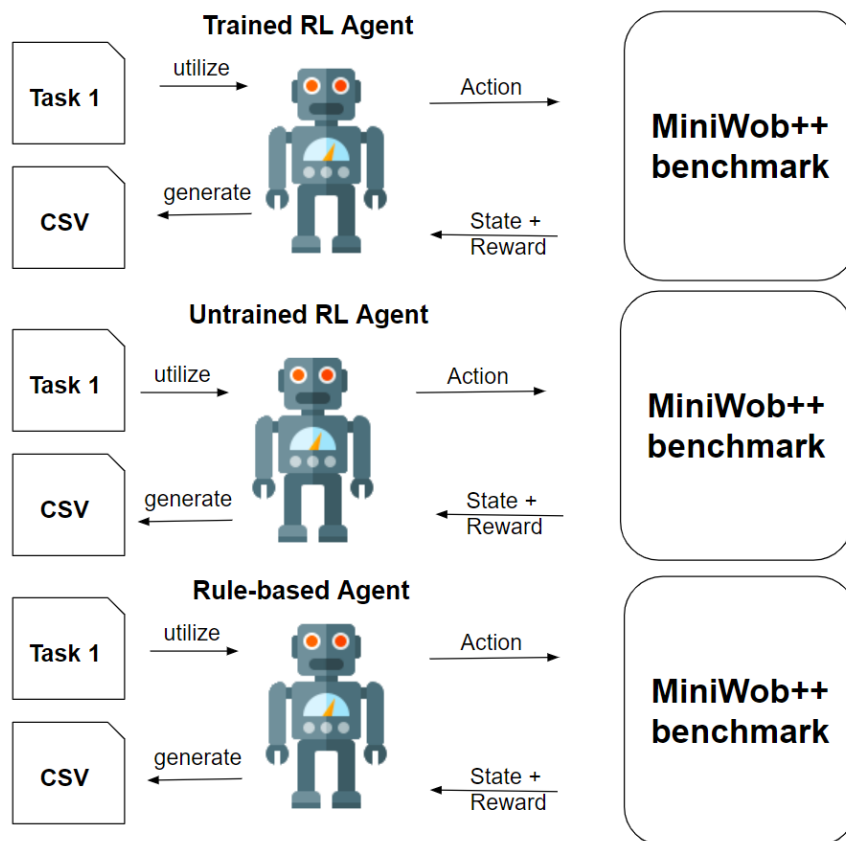 Trained RL Agent
Task 1
utilize
Action
MiniWob++
benchmark
CSV
generate
State +
Reward
Untrained RL Agent
Task 1
utilize
Action
MiniWob++
benchmark
CSV
generate
State +
Reward
Rule-based Agent
Task 1
utilize
Action
MiniWob++
benchmark
CSV
generate
State +
Reward